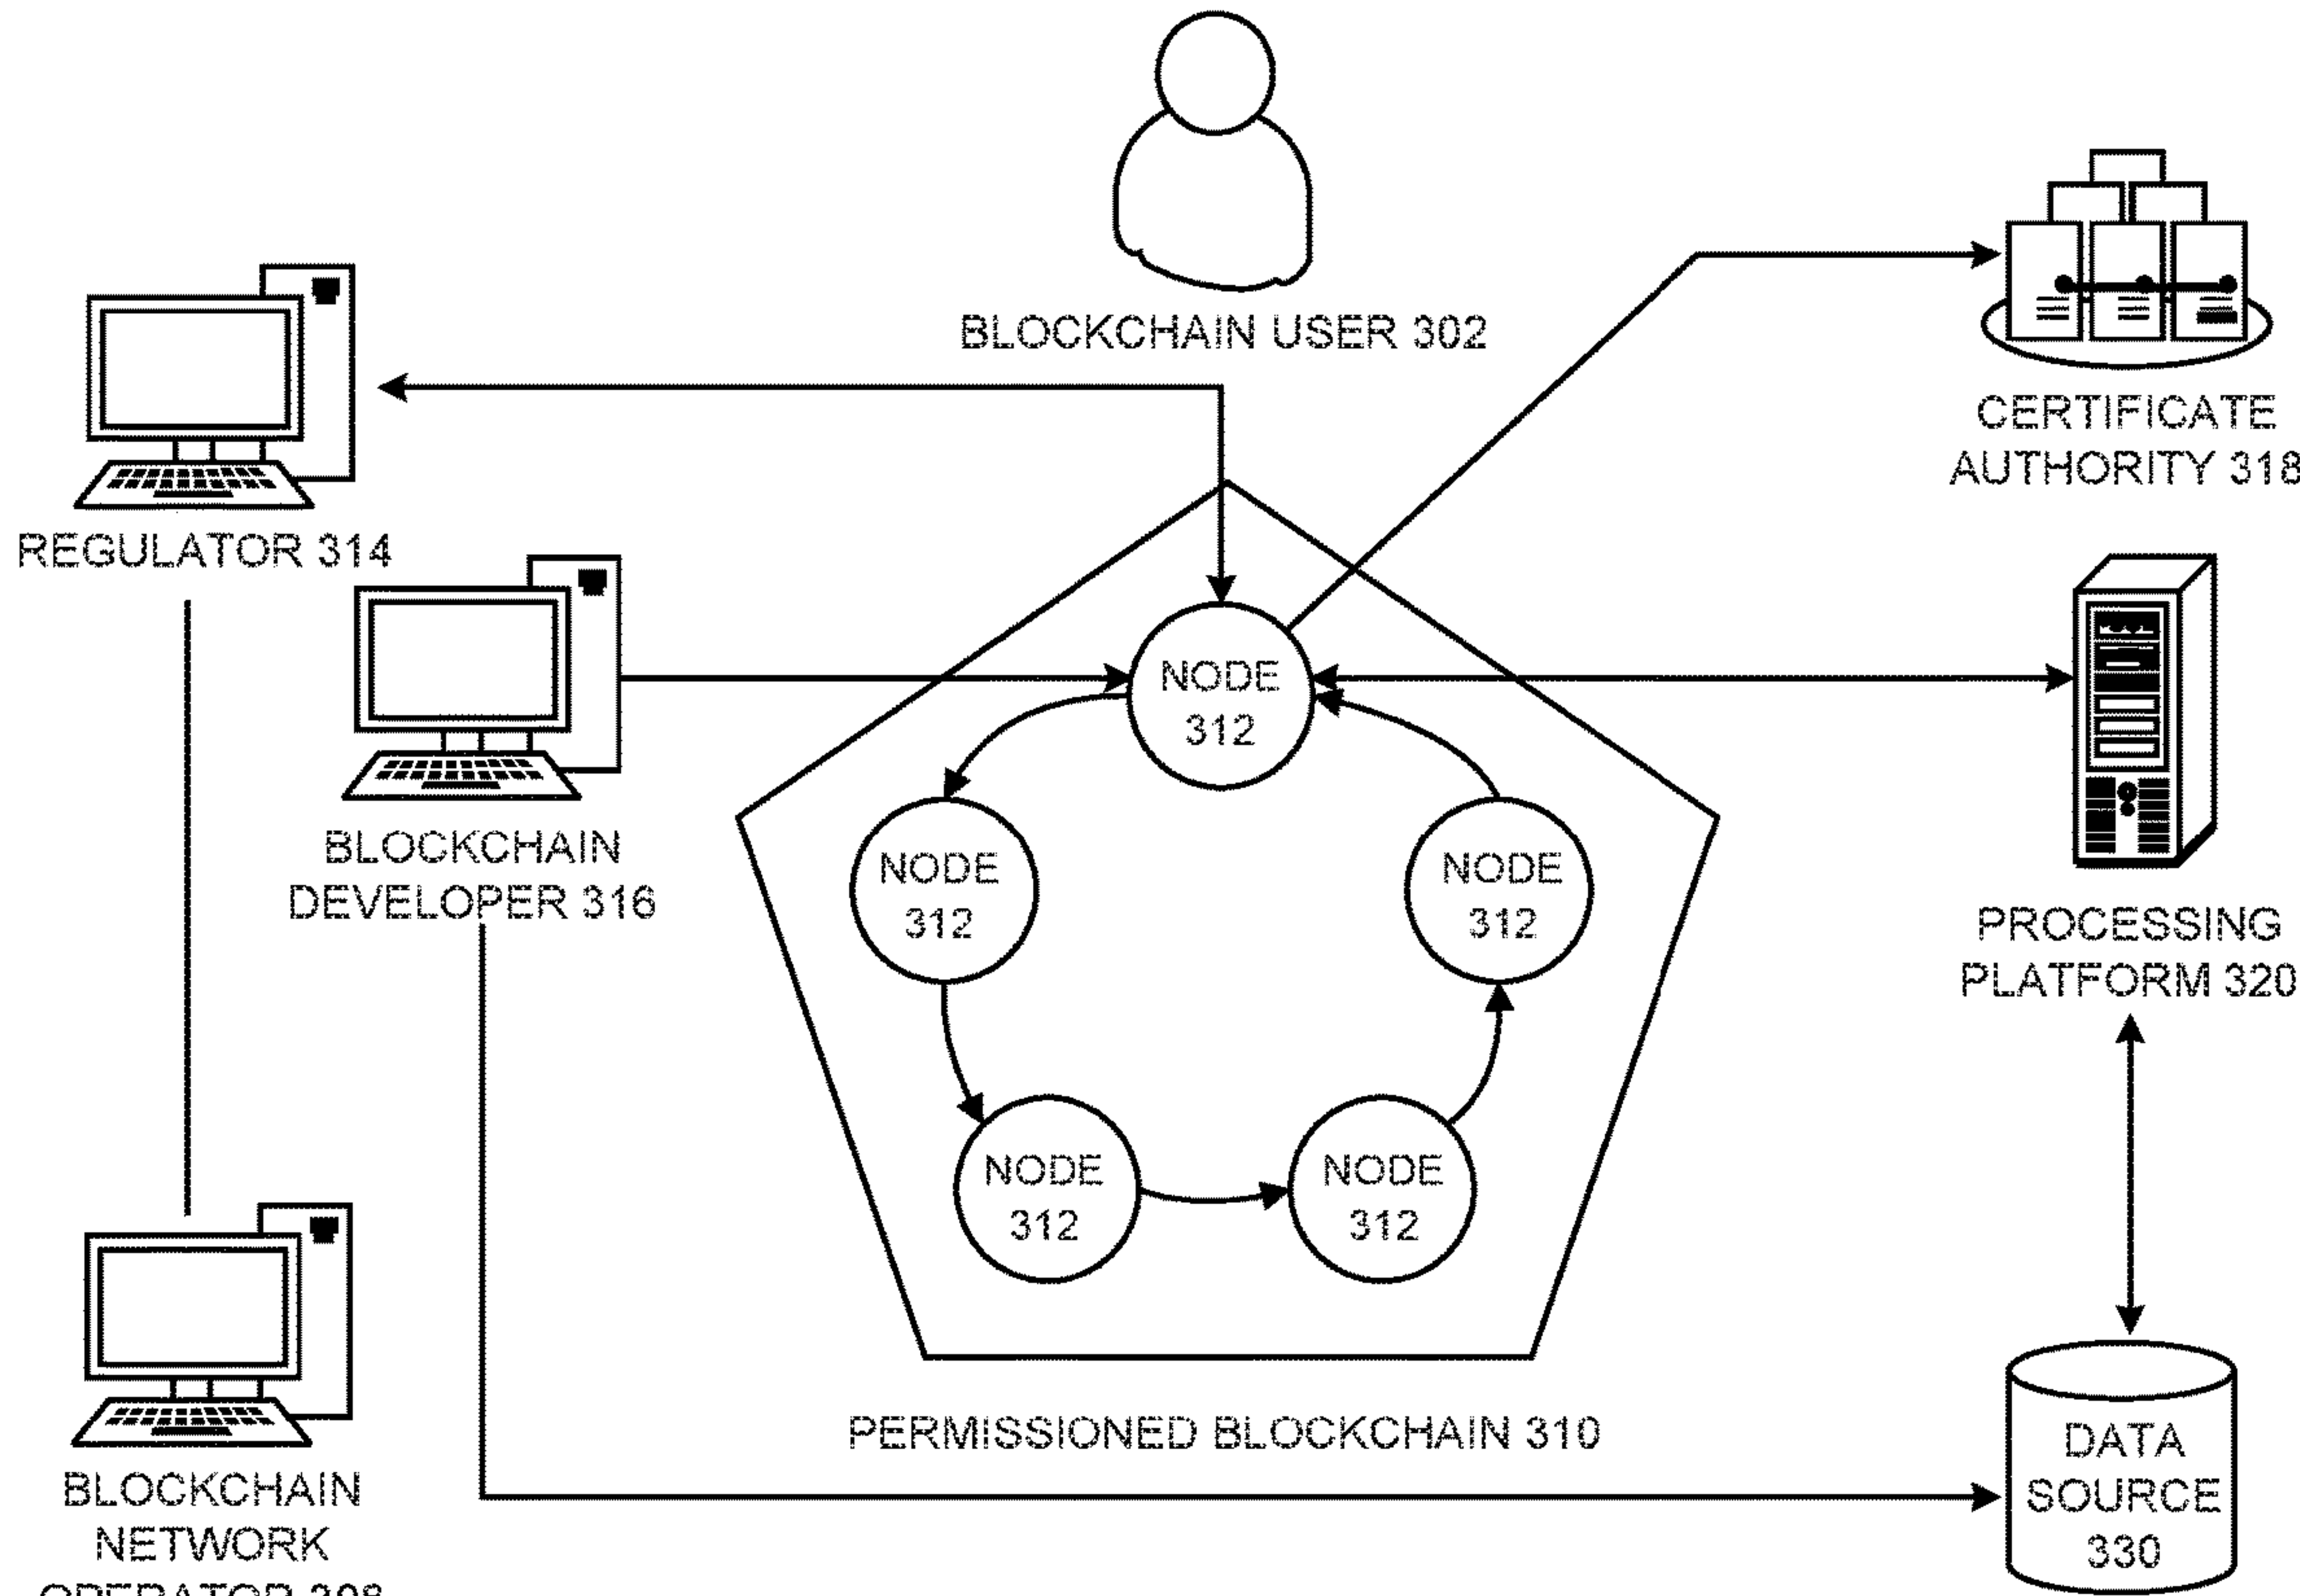 BLOCKCHAIN USER 302
CERTIFICATE
AUTHORITY 318
REGULATOR 314
BLOCKCHAIN
DEVELOPER 316
NODE
312
NODE
312
NODE
312
NODE
312
NODE
312
PROCESSING
PLATFORM 320
PERMISSIONED BLOCKCHAIN 310
BLOCKCHAIN
NETWORK
OPERATOR
DATA
SOURCE
330